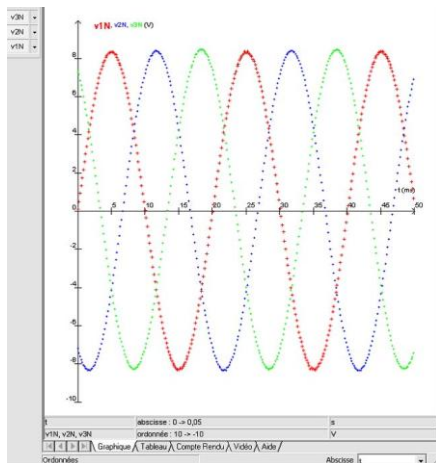 v3N
v2N
v1N
v1N, v2N, v3N (V)
8
6
4
2
0
-2
-4
-6
-8
-10
t (ms)
5 10 15 20 25 30 35 40 45 50
t abscisse : 0 -> 0,05 s
v1N, v2N, v3N ordonnée : 10 -> -10 V
Graphique Tableau Compte Rendu Vidéo Aide
Ordonnées Abscisse t